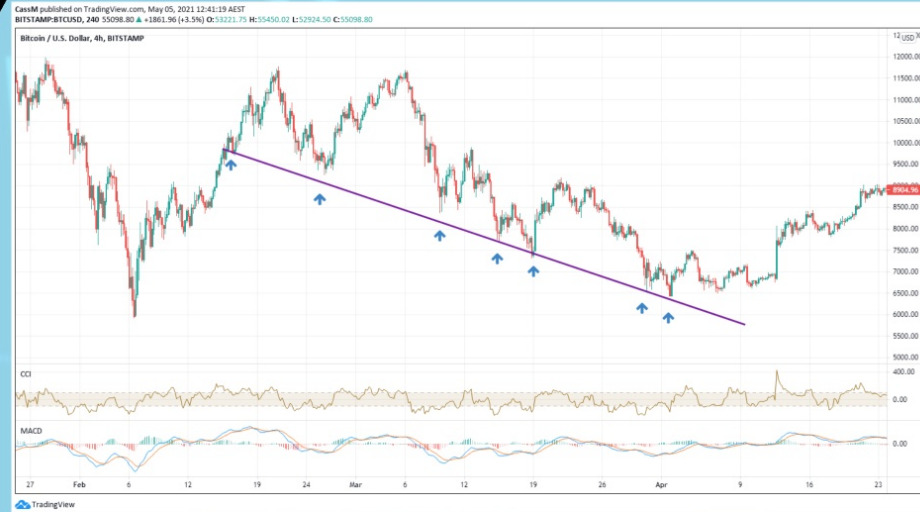 CassM published on TradingView.com, May 05, 2021 12:41:19 AEST
BITSTAMP:BTCUSD, 240 55098.80 ▲ +1861.96 (+3.5%) O:53221.75 H:55450.02 L:52924.50 C:55098.80
Bitcoin / U.S. Dollar, 4h, BITSTAMP
USD
12000.00
11500.00
11000.00
10500.00
10000.00
9500.00
8904.96
8500.00
8000.00
7500.00
7000.00
6500.00
6000.00
5500.00
5000.00
CCI
400.00
0.00
MACD
0.00
27 Feb 6 12 19 26 Mar 6 12 19 26 Apr 9 16 23
TradingView